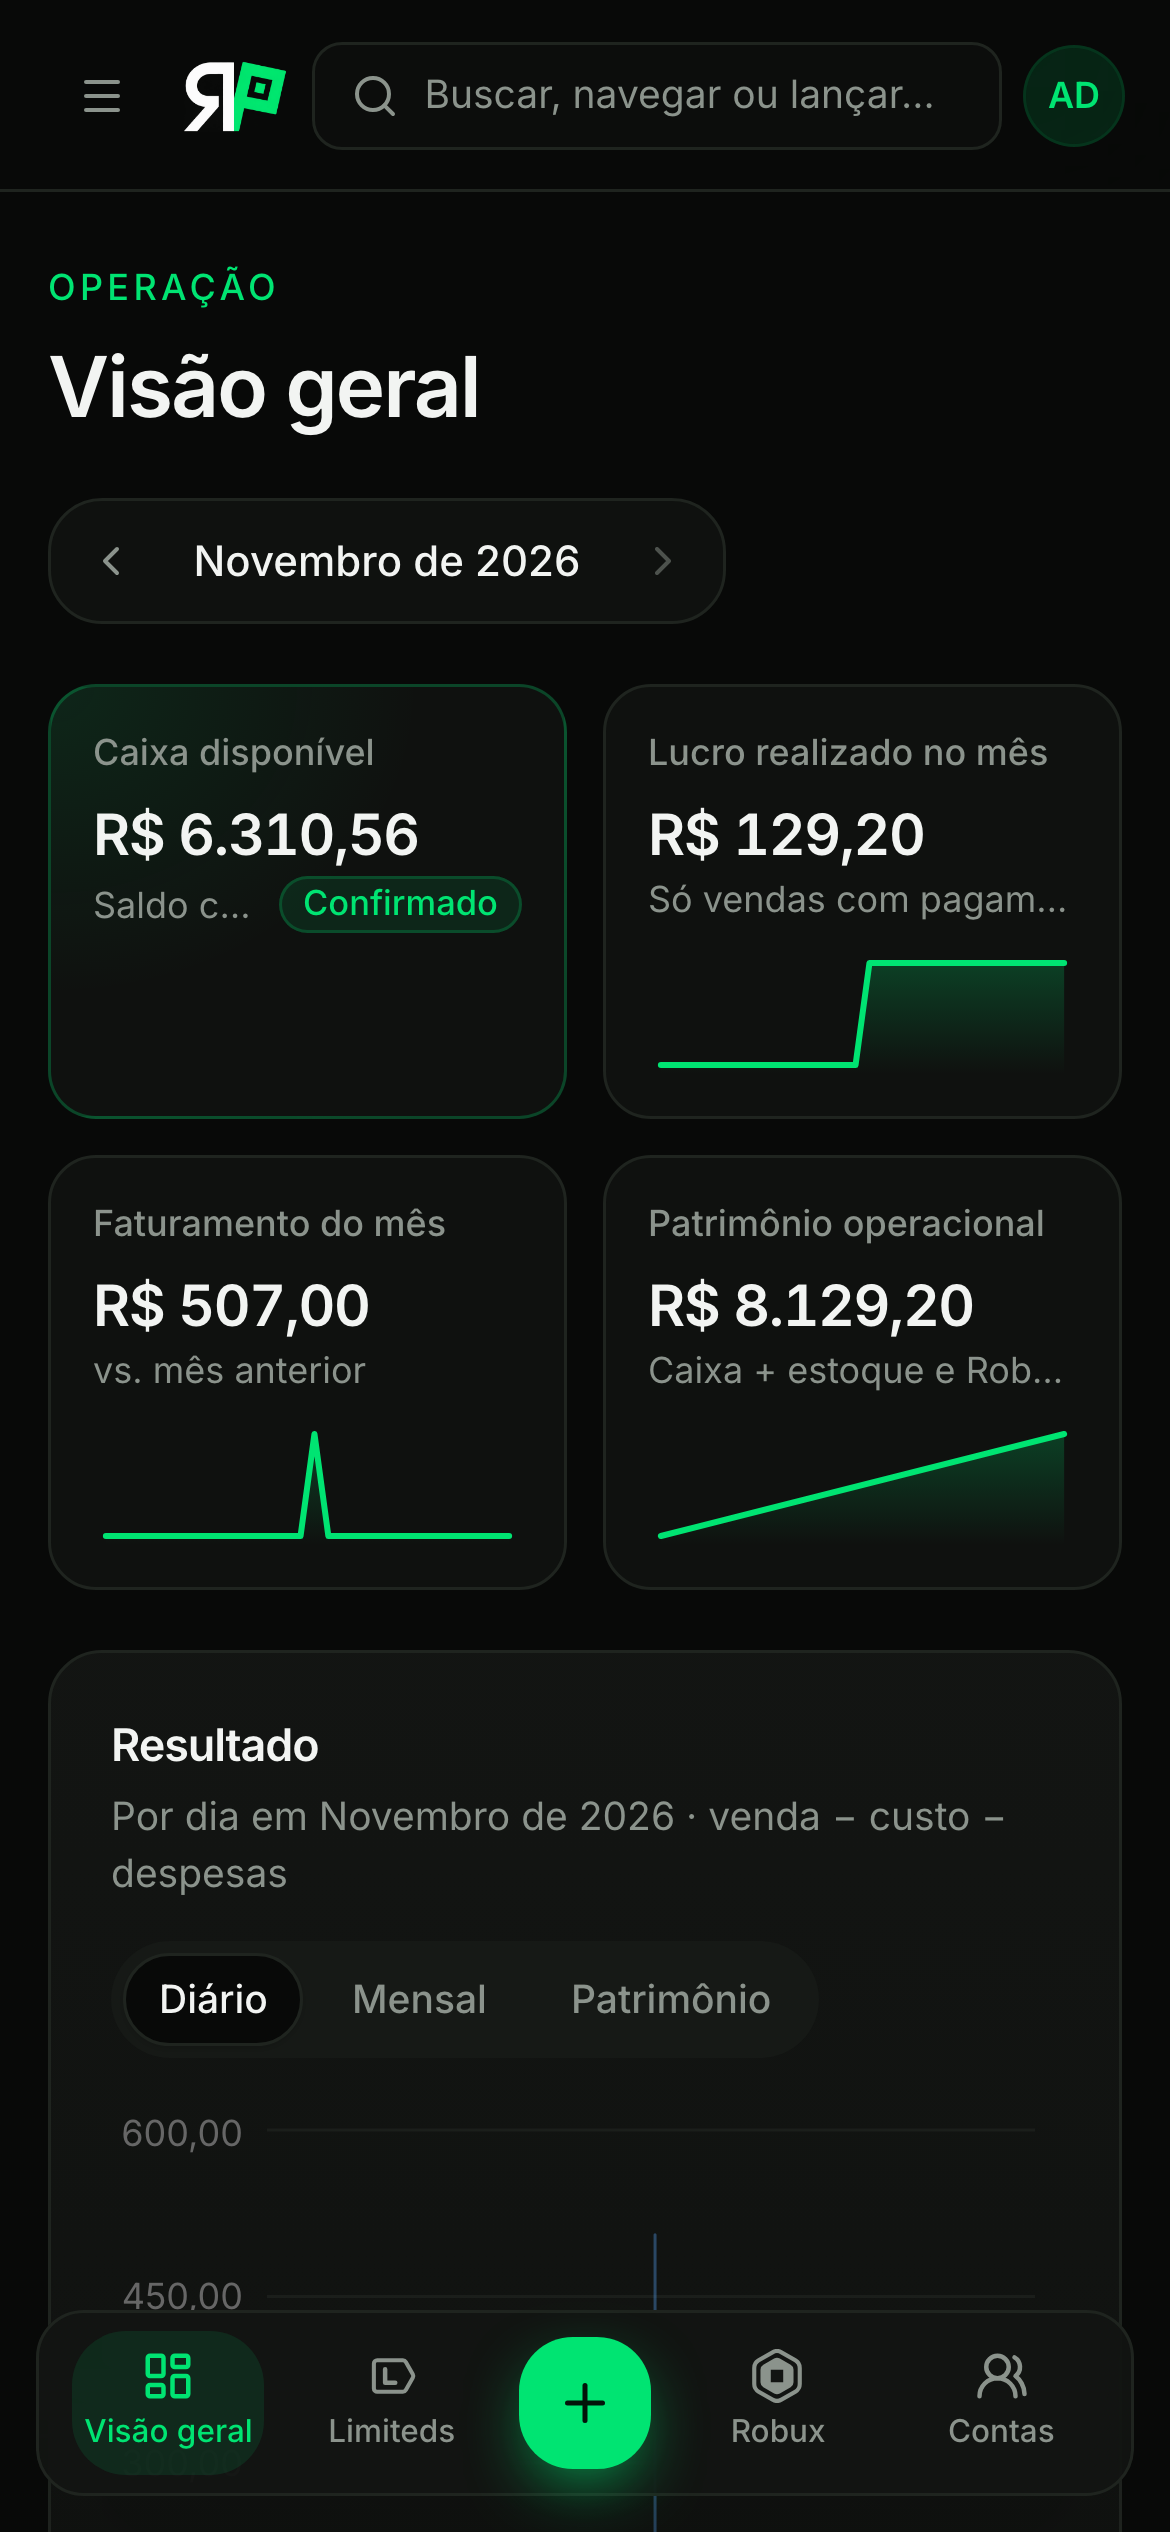 Buscar, navegar ou lançar...
AD
OPERAÇÃO
Visão geral
Novembro de 2026
Caixa disponível
R$ 6.310,56
Saldo c...
Confirmado
Lucro realizado no mês
R$ 129,20
Só vendas com pagam...
Faturamento do mês
R$ 507,00
vs. mês anterior
Patrimônio operacional
R$ 8.129,20
Caixa + estoque e Rob...
Resultado
Por dia em Novembro de 2026 · venda − custo −
despesas
Diário
Mensal
Patrimônio
600,00
450,00
Visão geral
Limiteds
Robux
Contas